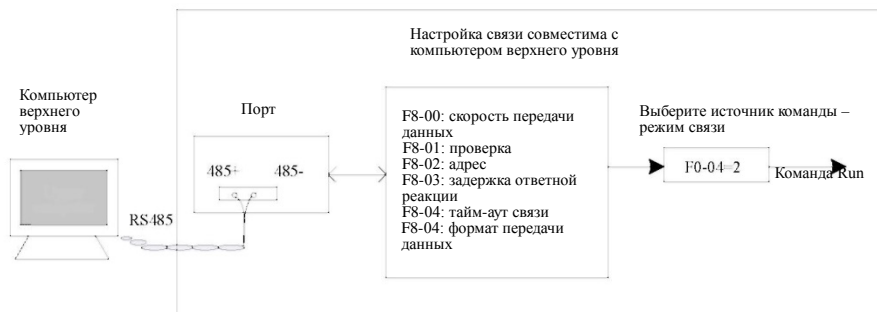 Настройка связи совместима с
компьютером верхнего уровня
Компьютер
верхнего
уровня
Порт
485+ 485-
RS485
F8-00: скорость передачи
данных
F8-01: проверка
F8-02: адрес
F8-03: задержка ответной
реакции
F8-04: тайм-аут связи
F8-04: формат передачи
данных
Выберите источник команды –
режим связи
F0-04=2
Команда Run